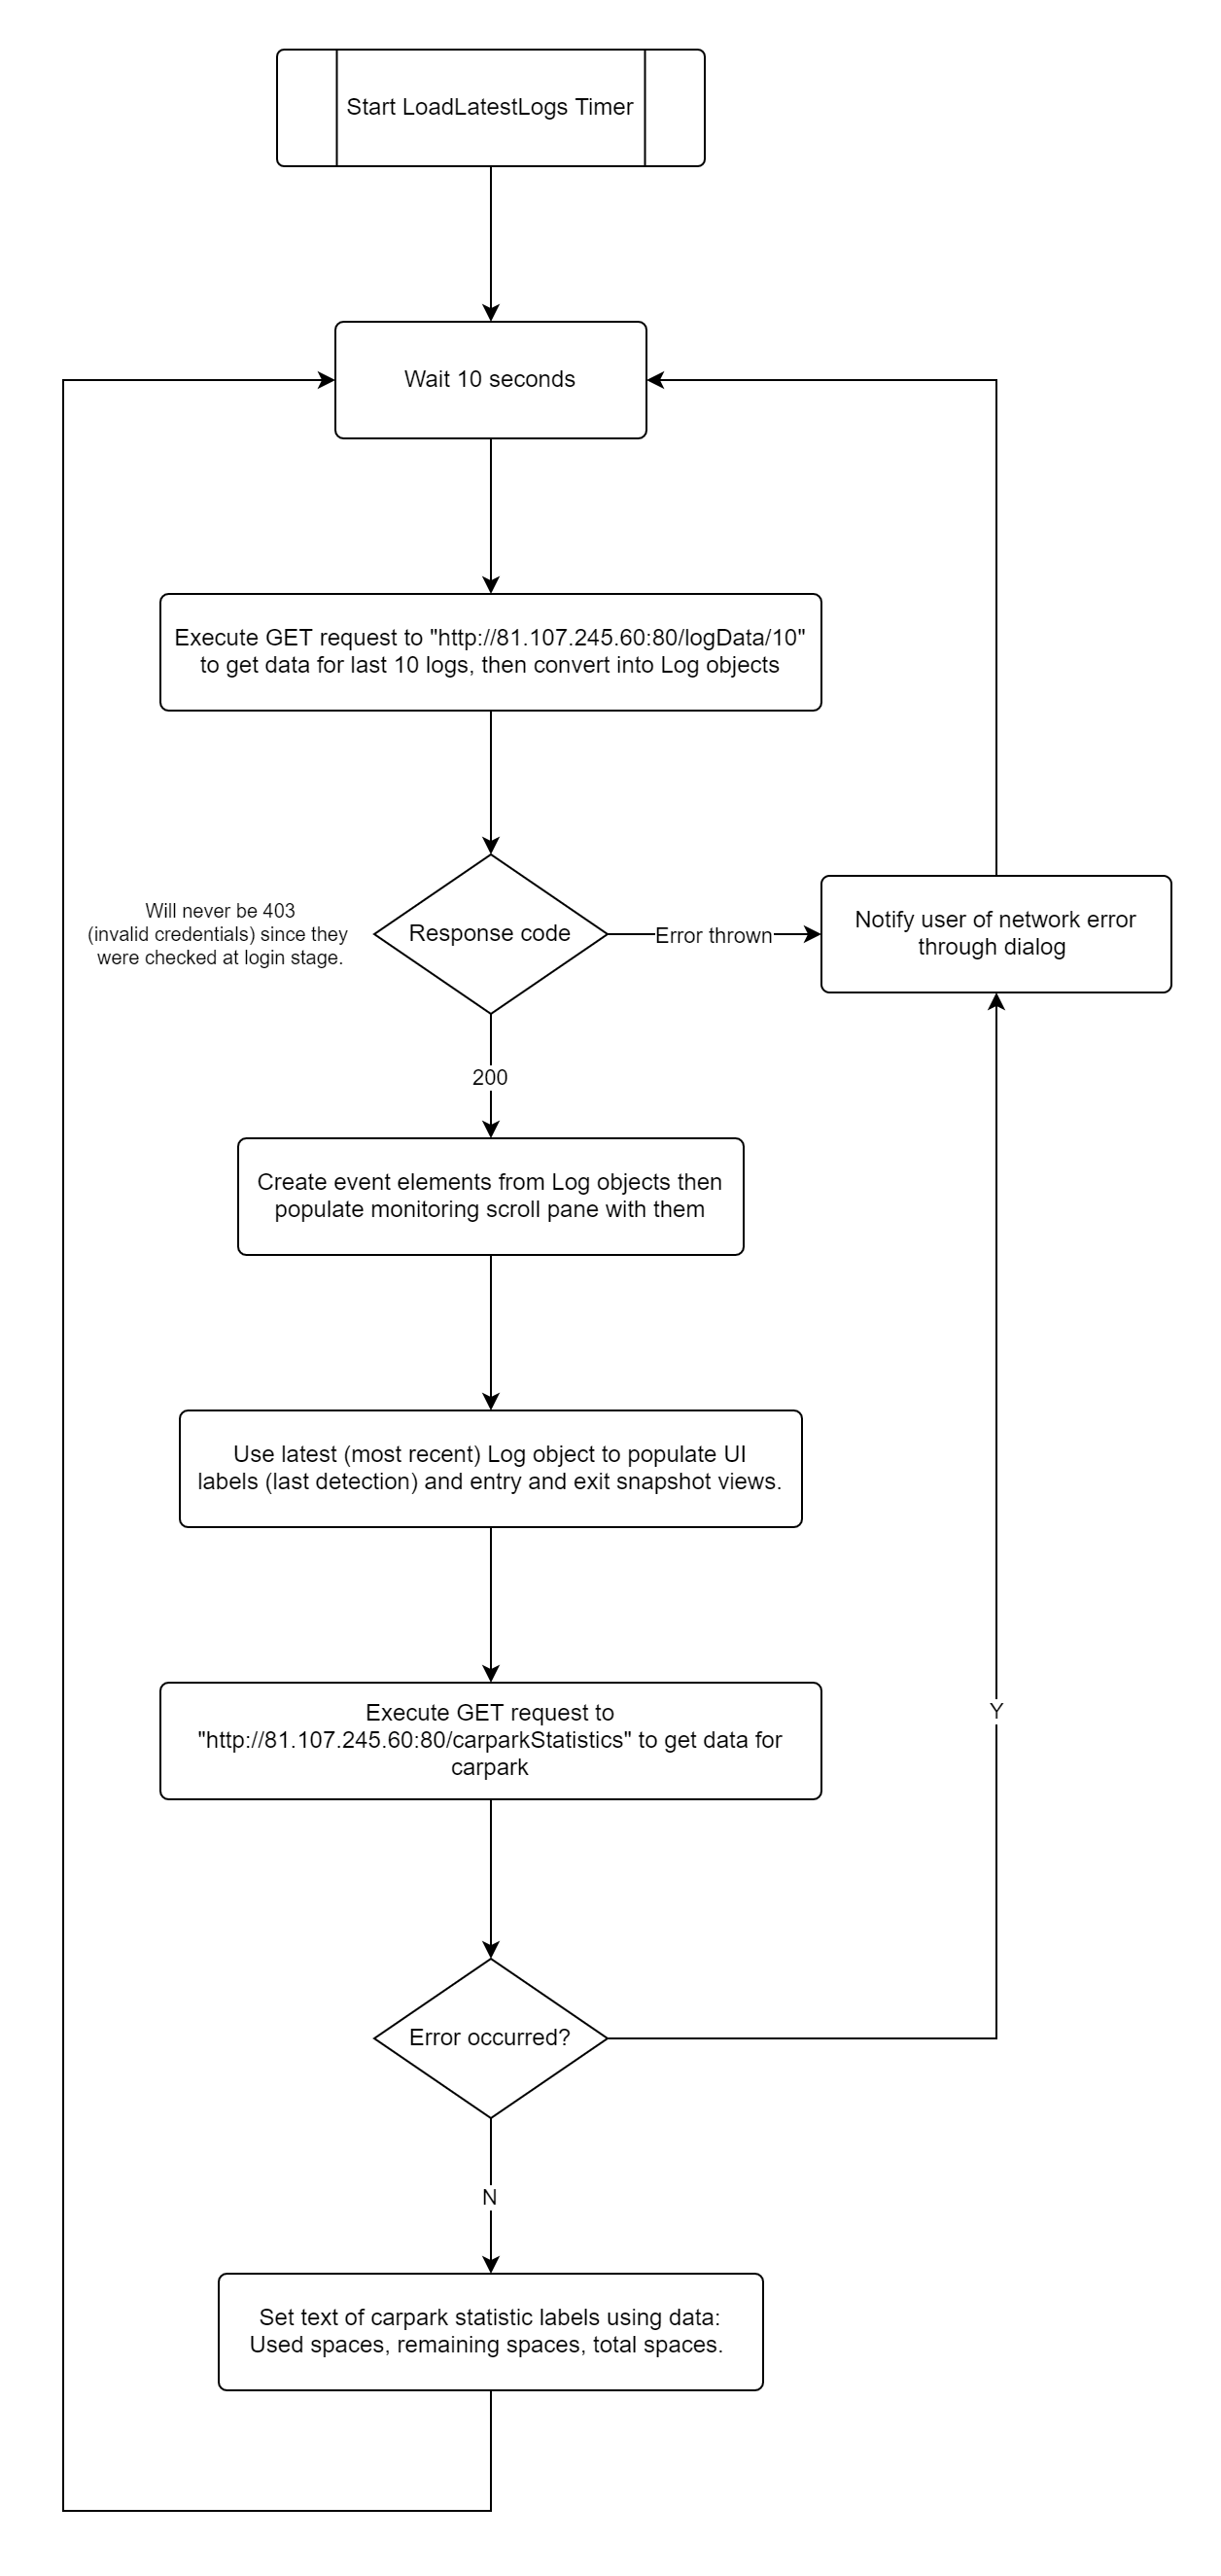 Start LoadLatestLogs Timer
Wait 10 seconds
Execute GET request to "http://81.107.245.60:80/logData/10"
to get data for last 10 logs, then convert into Log objects
Will never be 403
(invalid credentials) since they
were checked at login stage.
Response code
Error thrown
Notify user of network error
through dialog
200
Create event elements from Log objects then
populate monitoring scroll pane with them
Use latest (most recent) Log object to populate UI
labels (last detection) and entry and exit snapshot views.
Execute GET request to
"http://81.107.245.60:80/carparkStatistics" to get data for
carpark
Y
Error occurred?
N
Set text of carpark statistic labels using data:
Used spaces, remaining spaces, total spaces.